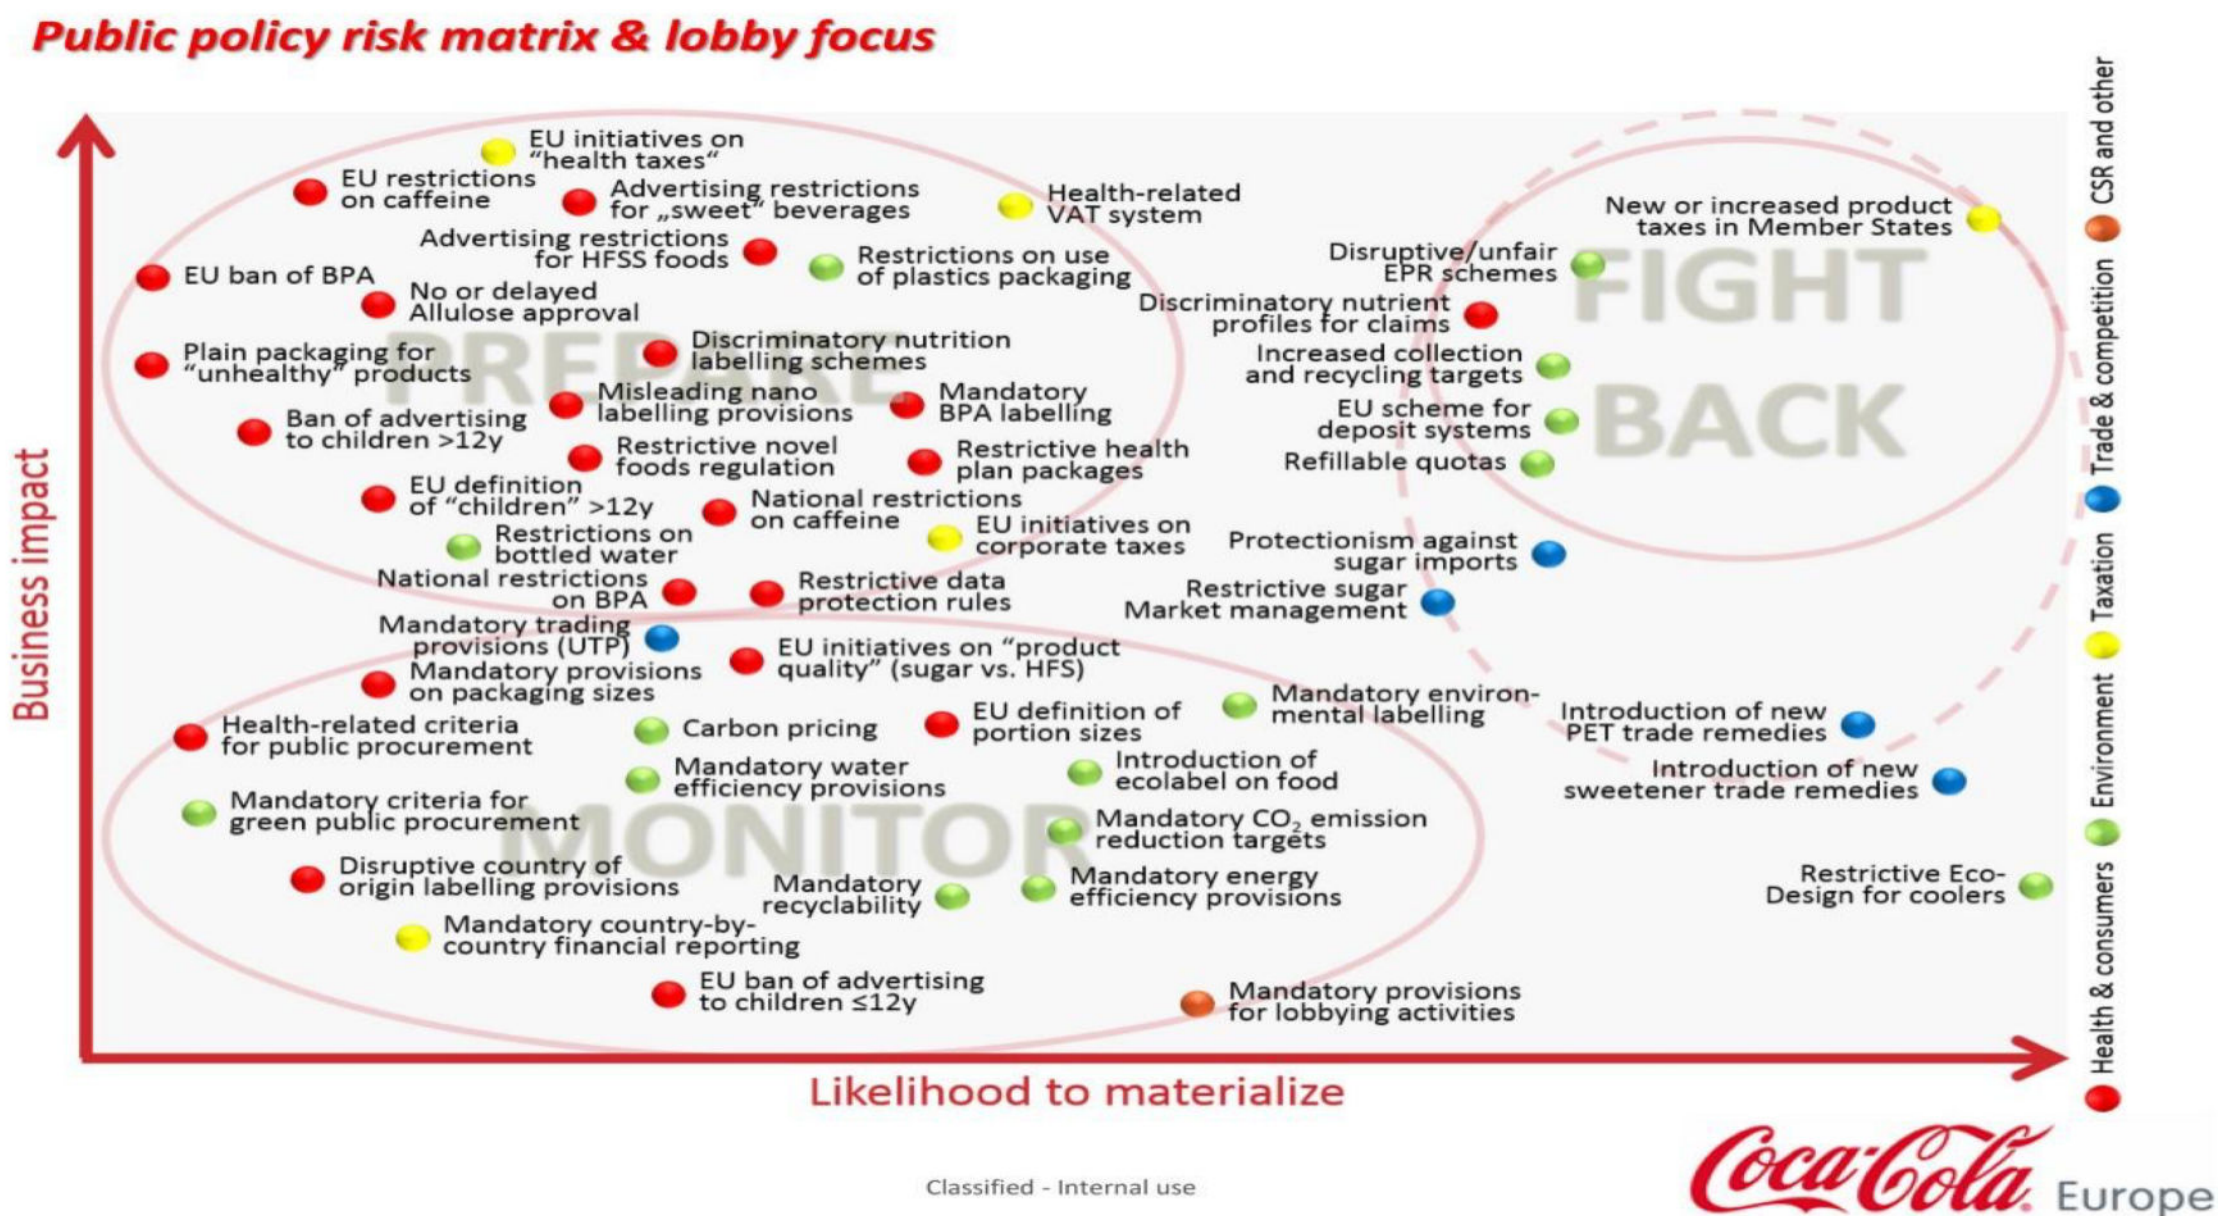 Public policy risk matrix & lobby focus
EU initiatives on
“health taxes“
EU restrictions
on caffeine
Advertising restrictions
for „sweet“ beverages
Health-related
VAT system
New or increased product
taxes in Member States
Advertising restrictions
for HFSS foods
Restrictions on use
of plastics packaging
Disruptive/unfair
EPR schemes
FIGHT
BACK
EU ban of BPA
No or delayed
Allulose approval
Discriminatory nutrient
profiles for claims
PREPARE
Discriminatory nutrition
labelling schemes
Plain packaging for
“unhealthy” products
Increased collection
and recycling targets
Misleading nano
labelling provisions
Mandatory
BPA labelling
Ban of advertising
to children >12y
EU scheme for
deposit systems
Restrictive novel
foods regulation
Restrictive health
plan packages
Refillable quotas
EU definition
of “children” >12y
National restrictions
on caffeine
Restrictions on
bottled water
EU initiatives on
corporate taxes
Protectionism against
sugar imports
National restrictions
on BPA
Restrictive data
protection rules
Restrictive sugar
Market management
Mandatory trading
provisions (UTP)
EU initiatives on “product
quality” (sugar vs. HFS)
Mandatory provisions
on packaging sizes
Mandatory environ-
mental labelling
Health-related criteria
for public procurement
Carbon pricing
EU definition of
portion sizes
Introduction of new
PET trade remedies
Mandatory water
efficiency provisions
Introduction of
ecolabel on food
Introduction of new
sweetener trade remedies
Mandatory criteria for
green public procurement
MONITOR
Mandatory CO₂ emission
reduction targets
Disruptive country of
origin labelling provisions
Mandatory
recyclability
Mandatory energy
efficiency provisions
Restrictive Eco-
Design for coolers
Mandatory country-by-
country financial reporting
EU ban of advertising
to children ≤12y
Mandatory provisions
for lobbying activities
Business impact
Likelihood to materialize
Health & consumers
Environment
Taxation
Trade & competition
CSR and other
Classified - Internal use
Coca-Cola Europe